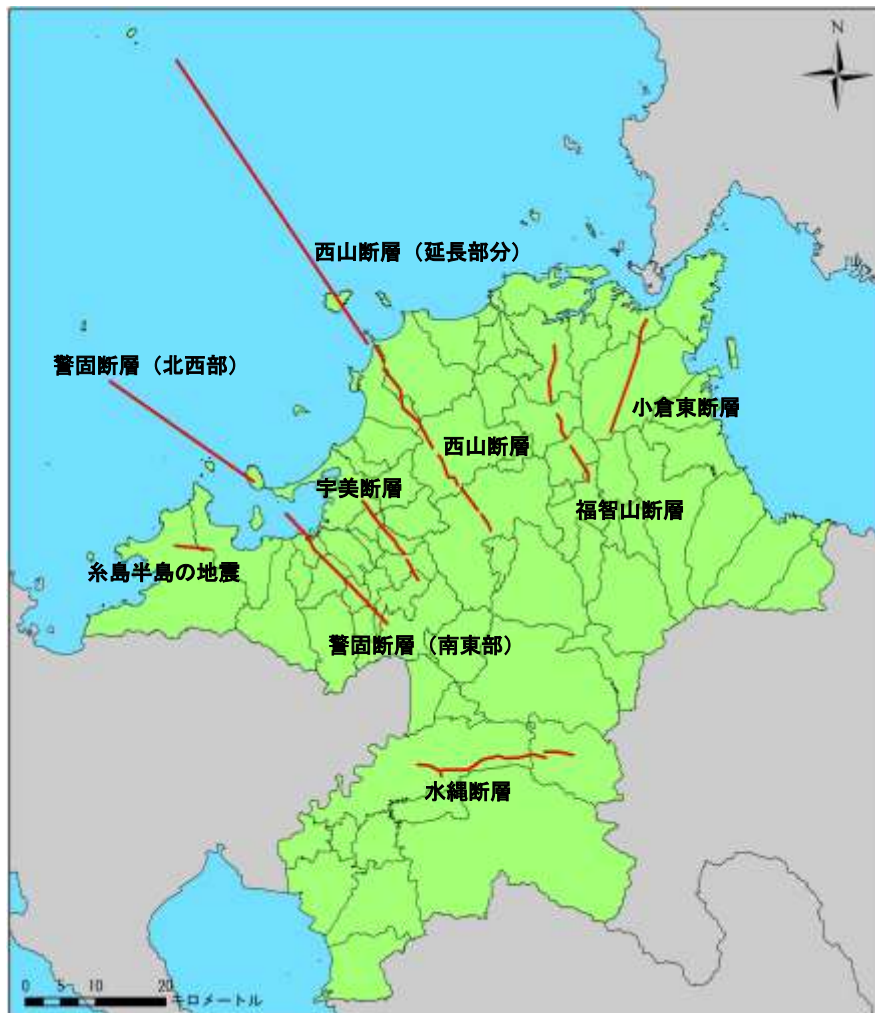 N
西山断層（延長部分）
警固断層（北西部）
小倉東断層
西山断層
宇美断層
福智山断層
糸島半島の地震
警固断層（南東部）
水縄断層
0 5 10 20
キロメートル